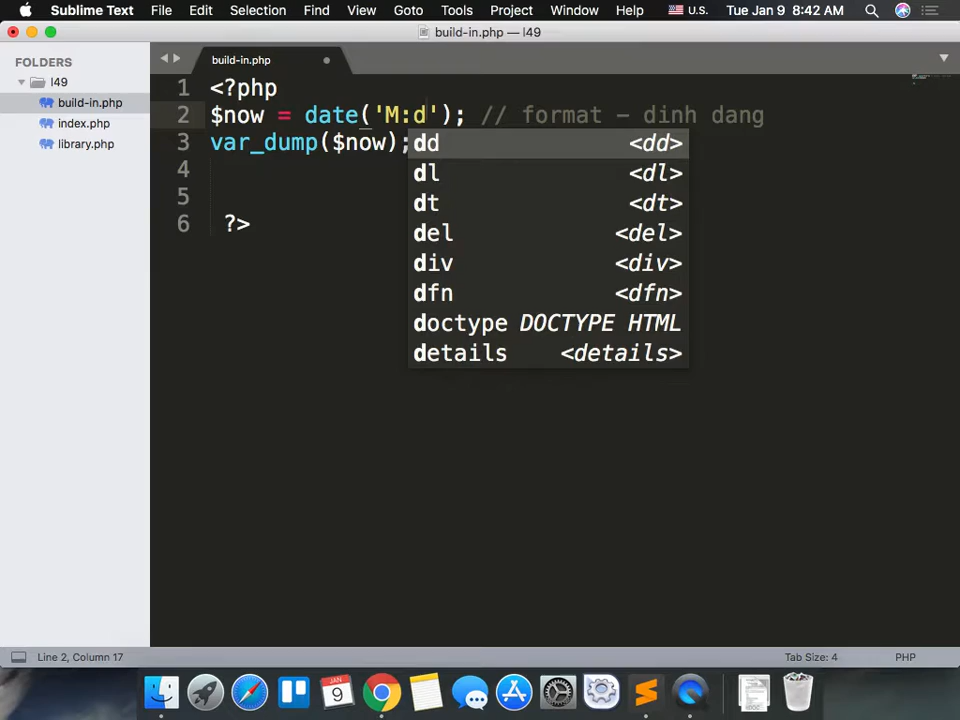 Sublime Text File Edit Selection Find View Goto Tools Project Window Help U.S. Tue Jan 9 8:42 AM
build-in.php — l49
FOLDERS
l49
build-in.php
index.php
library.php
build-in.php
1 <?php
2 $now = date('M:d'); // format - dinh dang
3 var_dump($now);
4
5
6 ?>
dd <dd>
dl <dl>
dt <dt>
del <del>
div <div>
dfn <dfn>
doctype DOCTYPE HTML
details <details>
Line 2, Column 17 Tab Size: 4 PHP
JAN
9